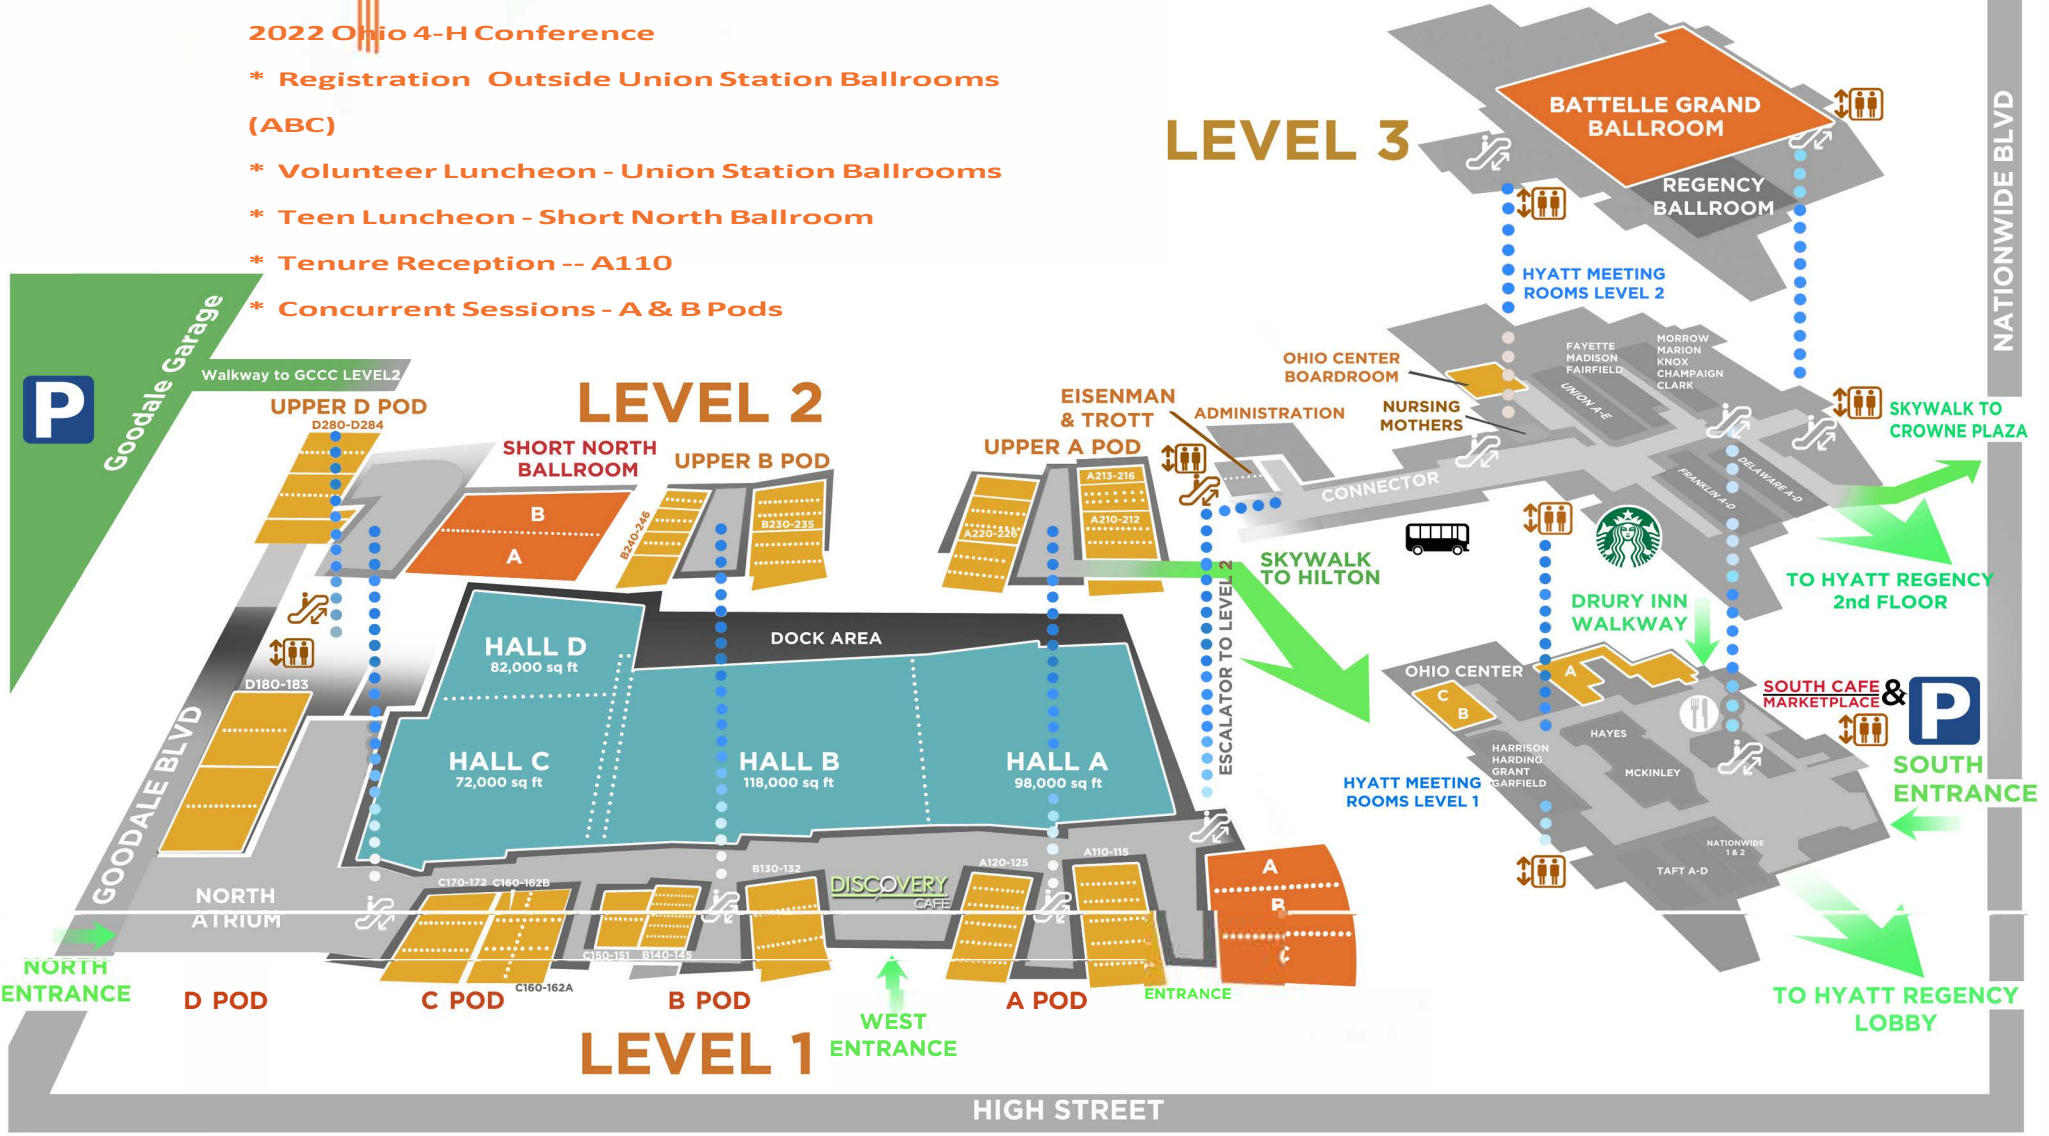 2022 Ohio 4-H Conference
* Registration Outside Union Station Ballrooms
(ABC)
* Volunteer Luncheon - Union Station Ballrooms
* Teen Luncheon - Short North Ballroom
* Tenure Reception -- A110
* Concurrent Sessions - A & B Pods
LEVEL 3
BATTELLE GRAND
BALLROOM
REGENCY
BALLROOM
NATIONWIDE BLVD
HYATT MEETING
ROOMS LEVEL 2
Goodale Garage
P
Walkway to GCCC LEVEL2
UPPER D POD
D280-D284
LEVEL 2
SHORT NORTH
BALLROOM
B
A
UPPER B POD
B240-246
B230-235
UPPER A POD
A220-226
A213-216
A210-212
EISENMAN
& TROTT
ADMINISTRATION
OHIO CENTER
BOARDROOM
NURSING
MOTHERS
FAYETTE
MADISON
FAIRFIELD
MORROW
MARION
KNOX
CHAMPAIGN
CLARK
UNION A-E
CONNECTOR
FRANKLIN A-D
DELAWARE A-D
SKYWALK TO
CROWNE PLAZA
TO HYATT REGENCY
2nd FLOOR
SKYWALK
TO HILTON
ESCALATOR TO LEVEL 2
DRURY INN
WALKWAY
OHIO CENTER
A
C
B
SOUTH CAFE
MARKETPLACE
&
P
HARRISON
HARDING
GRANT
GARFIELD
HAYES
MCKINLEY
HYATT MEETING
ROOMS LEVEL 1
SOUTH
ENTRANCE
NATIONWIDE
1 & 2
TAFT A-D
TO HYATT REGENCY
LOBBY
HALL D
82,000 sq ft
DOCK AREA
HALL C
72,000 sq ft
HALL B
118,000 sq ft
HALL A
98,000 sq ft
D180-183
GOODALE BLVD
NORTH
ATRIUM
C170-172
C160-162B
C160-162A
C150-151
B140-145
B130-132
DISCOVERY
CAFE
A120-125
A110-115
A
B
C
NORTH
ENTRANCE
D POD
C POD
B POD
A POD
ENTRANCE
WEST
ENTRANCE
LEVEL 1
HIGH STREET